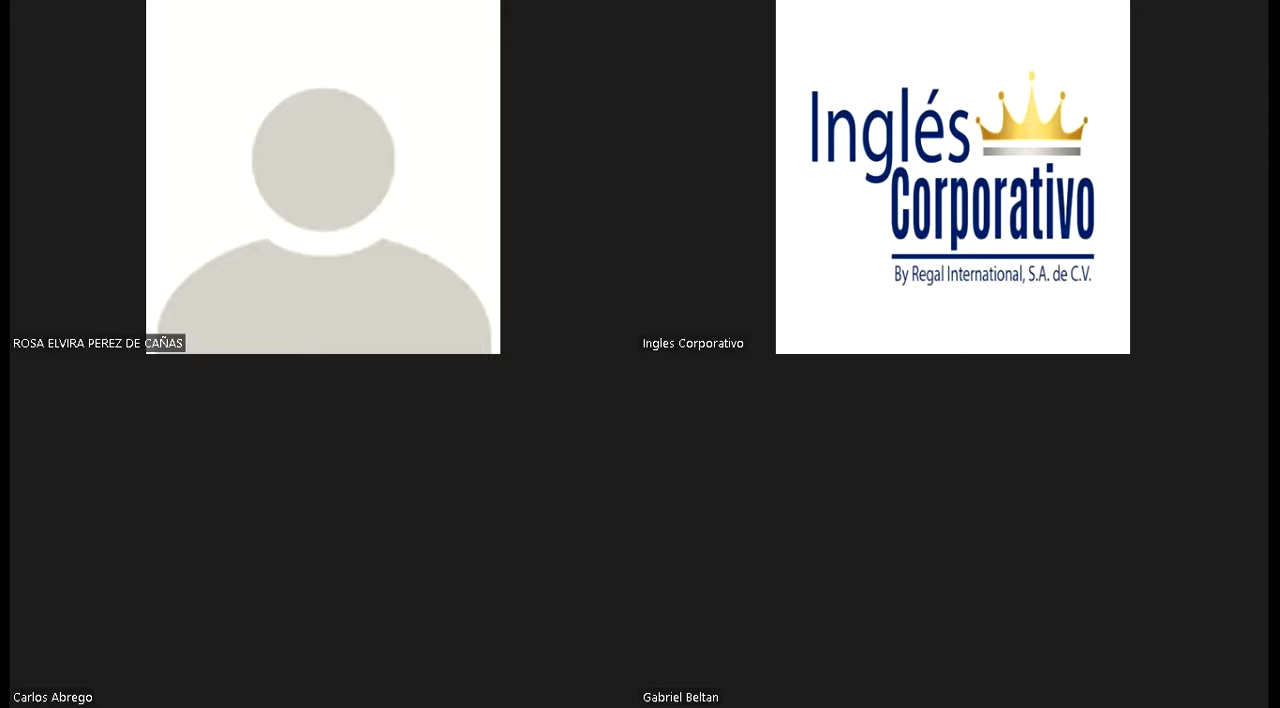 Inglés
Corporativo
By Regal International, S.A. de C.V.
ROSA ELVIRA PEREZ DE CAÑAS
Ingles Corporativo
Carlos Abrego
Gabriel Beltan